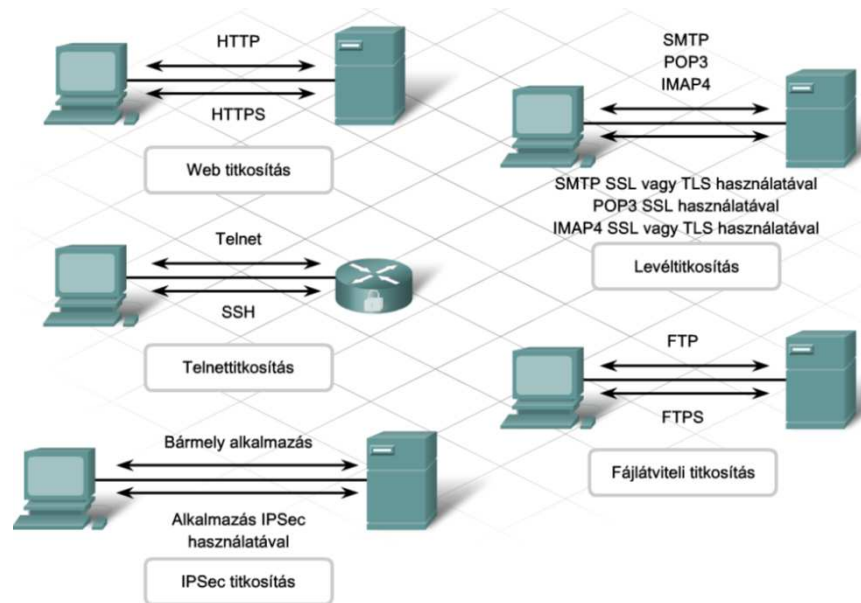 HTTP
HTTPS
Web titkosítás
SMTP
POP3
IMAP4
SMTP SSL vagy TLS használatával
POP3 SSL használatával
IMAP4 SSL vagy TLS használatával
Levéltitkosítás
Telnet
SSH
Telnettitkosítás
FTP
FTPS
Fájlátviteli titkosítás
Bármely alkalmazás
Alkalmazás IPSec
használatával
IPSec titkosítás